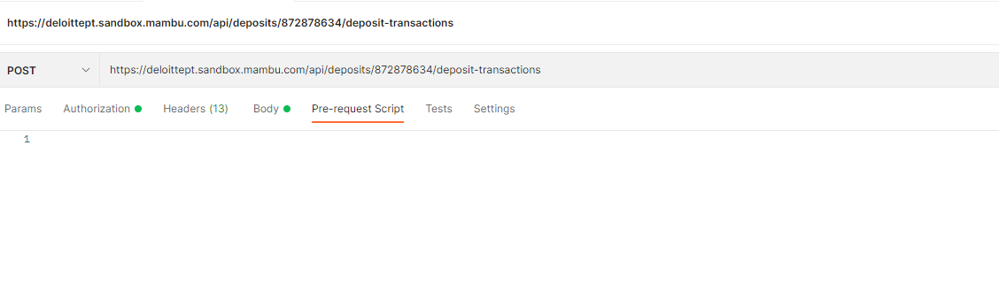 https://deloittept.sandbox.mambu.com/api/deposits/872878634/deposit-transactions
POST https://deloittept.sandbox.mambu.com/api/deposits/872878634/deposit-transactions
Params Authorization Headers (13) Body Pre-request Script Tests Settings
1